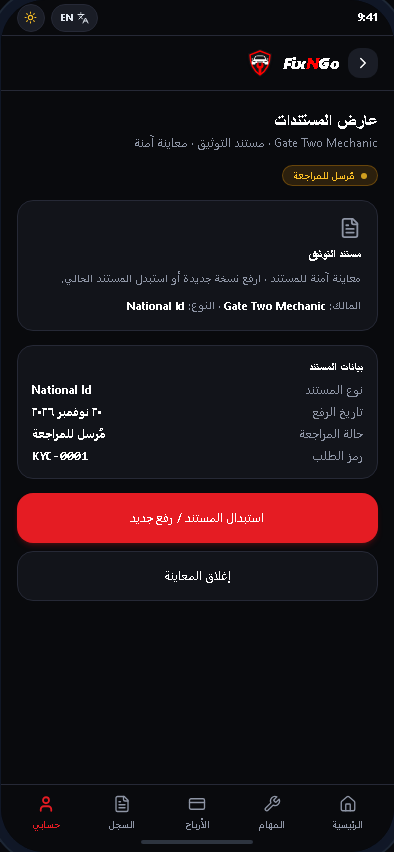 9:41
EN
FixNGo
عارض المستندات
Gate Two Mechanic · مستند التوثيق · معاينة آمنة
مُرسل للمراجعة
مستند التوثيق
معاينة آمنة للمستند · ارفع نسخة جديدة أو استبدل المستند الحالي.
المالك: Gate Two Mechanic · النوع: National Id
بيانات المستند
نوع المستند National Id
تاريخ الرفع ٢٠ نوفمبر ٢٠٢٦
حالة المراجعة مُرسل للمراجعة
رمز الطلب KYC-0001
استبدال المستند / رفع جديد
إغلاق المعاينة
الرئيسية المهام الأرباح السجل حسابي